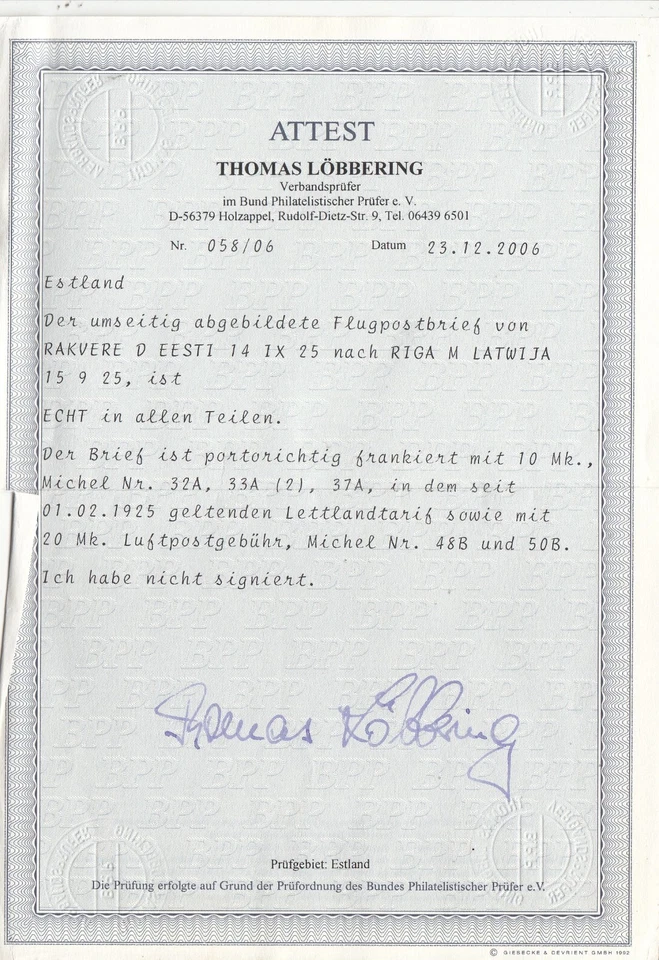 ATTEST
THOMAS LÖBBERING
Verbandsprüfer
im Bund Philatelistischer Prüfer e. V.
D-56379 Holzappel, Rudolf-Dietz-Str. 9, Tel. 06439 6501
Nr. 058/06 Datum 23.12.2006
Estland
Der umseitig abgebildete Flugpostbrief von
RAKVERE D EESTI 14 IX 25 nach RIGA M LATWIJA
15 9 25, ist
ECHT in allen Teilen.
Der Brief ist portorichtig frankiert mit 10 Mk.,
Michel Nr. 32A, 33A (2), 37A, in dem seit
01.02.1925 geltenden Lettlandtarif sowie mit
20 Mk. Luftpostgebühr, Michel Nr. 48B und 50B.
Ich habe nicht signiert.
Thomas Löbbering
Prüfgebiet: Estland
Die Prüfung erfolgte auf Grund der Prüfordnung des Bundes Philatelistischer Prüfer e.V.
© GIESECKE & DEVRIENT GMBH 1992